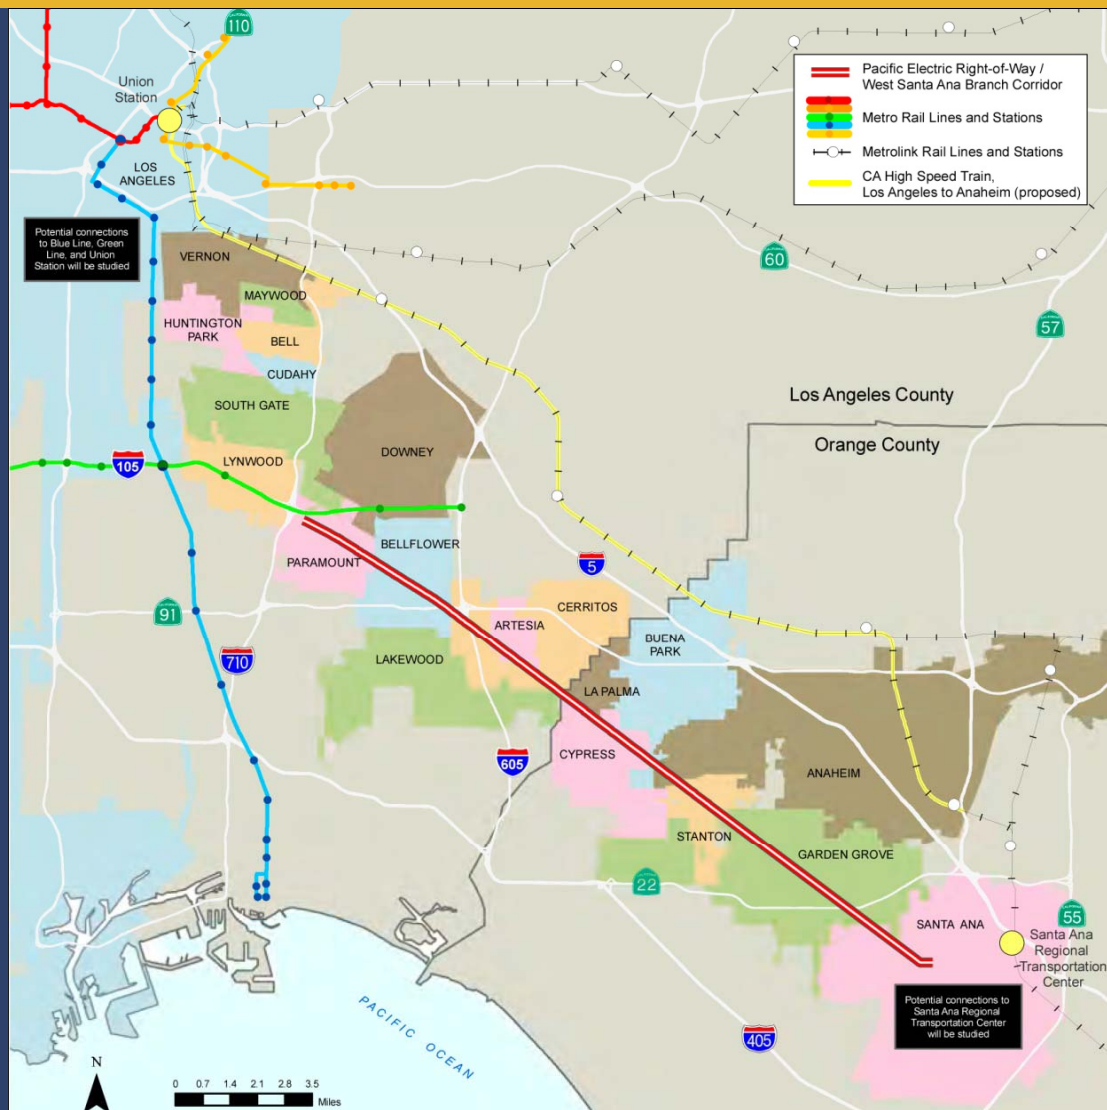 110
Union
Station
Pacific Electric Right-of-Way /
West Santa Ana Branch Corridor
Metro Rail Lines and Stations
Metrolink Rail Lines and Stations
CA High Speed Train,
Los Angeles to Anaheim (proposed)
LOS
ANGELES
Potential connections
to Blue Line, Green
Line, and Union
Station will be studied
VERNON
60
MAYWOOD
HUNTINGTON
PARK
57
BELL
CUDAHY
Los Angeles County
SOUTH GATE
Orange County
DOWNEY
LYNWOOD
105
BELLFLOWER
PARAMOUNT
5
CERRITOS
91
ARTESIA
BUENA
PARK
LAKEWOOD
710
LA PALMA
CYPRESS
605
ANAHEIM
STANTON
GARDEN GROVE
22
SANTA ANA
55
Santa Ana
Regional
Transportation
Center
Potential connections to
Santa Ana Regional
Transportation Center
will be studied
PACIFIC OCEAN
405
N
0 0.7 1.4 2.1 2.8 3.5
Miles